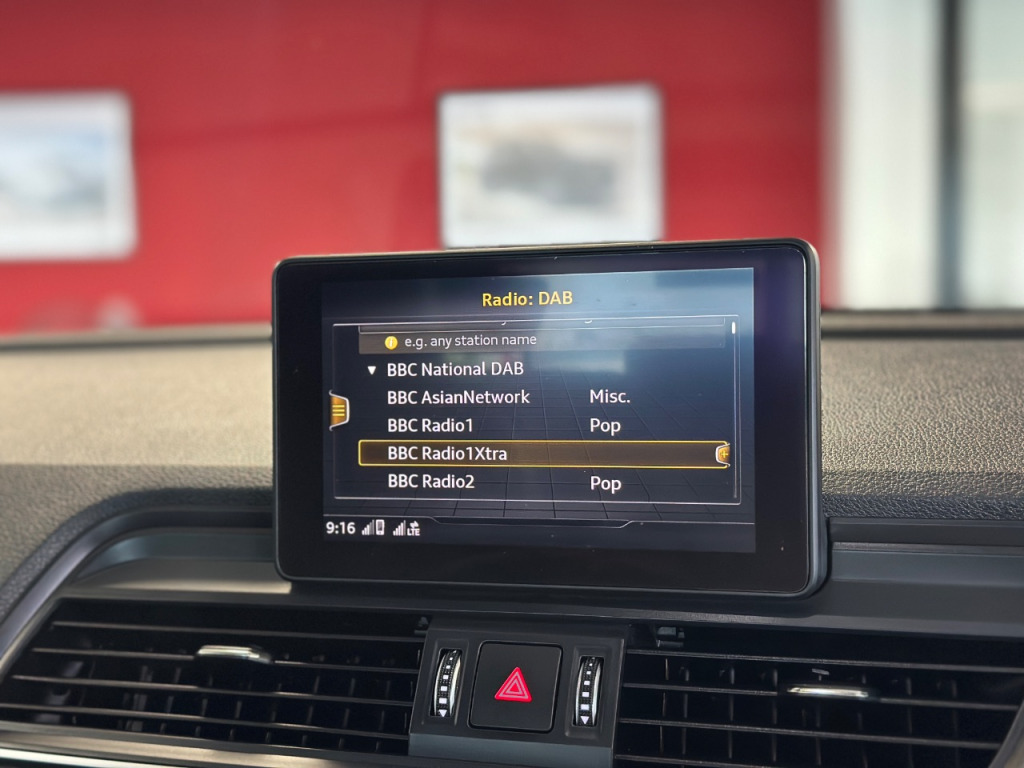 Radio: DAB
e.g. any station name
▼ BBC National DAB
BBC AsianNetwork Misc.
BBC Radio1 Pop
BBC Radio1Xtra
BBC Radio2 Pop
9:16 LTE